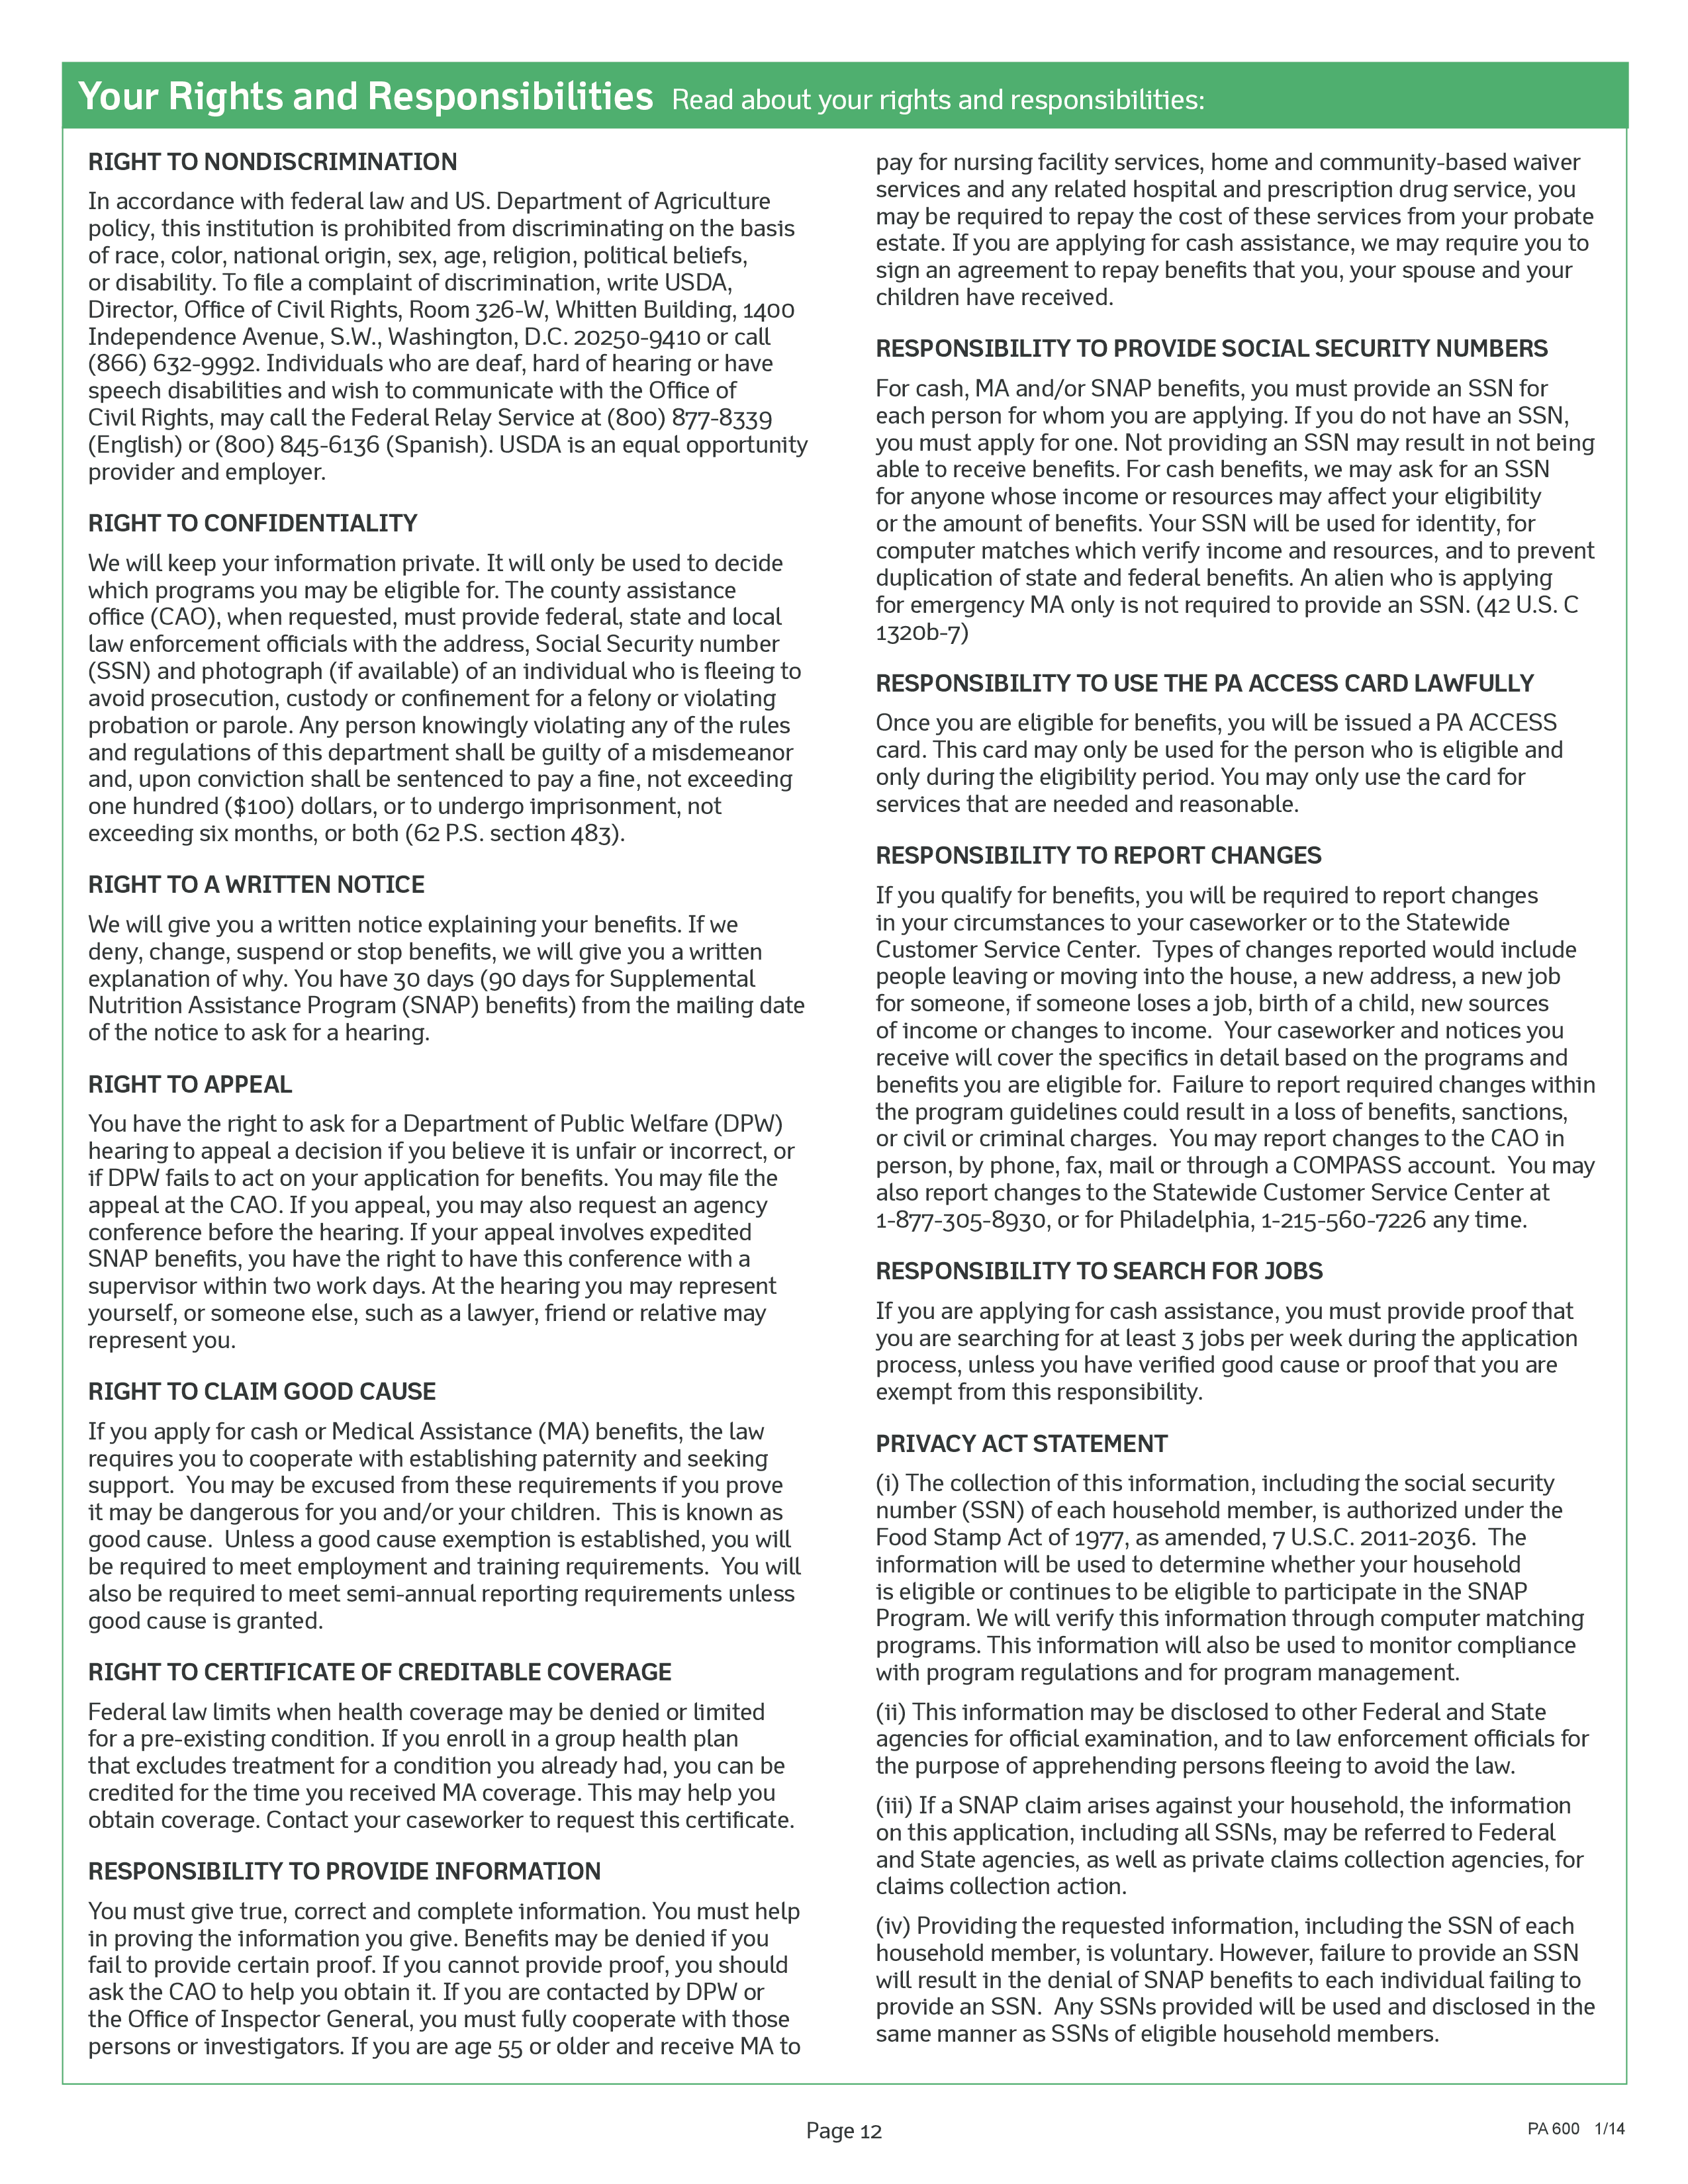 Your Rights and Responsibilities Read about your rights and responsibilities:
RIGHT TO NONDISCRIMINATION
In accordance with federal law and US. Department of Agriculture
policy, this institution is prohibited from discriminating on the basis
of race, color, national origin, sex, age, religion, political beliefs,
or disability. To file a complaint of discrimination, write USDA,
Director, Office of Civil Rights, Room 326-W, Whitten Building, 1400
Independence Avenue, S.W., Washington, D.C. 20250-9410 or call
(866) 632-9992. Individuals who are deaf, hard of hearing or have
speech disabilities and wish to communicate with the Office of
Civil Rights, may call the Federal Relay Service at (800) 877-8339
(English) or (800) 845-6136 (Spanish). USDA is an equal opportunity
provider and employer.
RIGHT TO CONFIDENTIALITY
We will keep your information private. It will only be used to decide
which programs you may be eligible for. The county assistance
office (CAO), when requested, must provide federal, state and local
law enforcement officials with the address, Social Security number
(SSN) and photograph (if available) of an individual who is fleeing to
avoid prosecution, custody or confinement for a felony or violating
probation or parole. Any person knowingly violating any of the rules
and regulations of this department shall be guilty of a misdemeanor
and, upon conviction shall be sentenced to pay a fine, not exceeding
one hundred ($100) dollars, or to undergo imprisonment, not
exceeding six months, or both (62 P.S. section 483).
RIGHT TO A WRITTEN NOTICE
We will give you a written notice explaining your benefits. If we
deny, change, suspend or stop benefits, we will give you a written
explanation of why. You have 30 days (90 days for Supplemental
Nutrition Assistance Program (SNAP) benefits) from the mailing date
of the notice to ask for a hearing.
RIGHT TO APPEAL
You have the right to ask for a Department of Public Welfare (DPW)
hearing to appeal a decision if you believe it is unfair or incorrect, or
if DPW fails to act on your application for benefits. You may file the
appeal at the CAO. If you appeal, you may also request an agency
conference before the hearing. If your appeal involves expedited
SNAP benefits, you have the right to have this conference with a
supervisor within two work days. At the hearing you may represent
yourself, or someone else, such as a lawyer, friend or relative may
represent you.
RIGHT TO CLAIM GOOD CAUSE
If you apply for cash or Medical Assistance (MA) benefits, the law
requires you to cooperate with establishing paternity and seeking
support.  You may be excused from these requirements if you prove
it may be dangerous for you and/or your children.  This is known as
good cause.  Unless a good cause exemption is established, you will
be required to meet employment and training requirements.  You will
also be required to meet semi-annual reporting requirements unless
good cause is granted.
RIGHT TO CERTIFICATE OF CREDITABLE COVERAGE
Federal law limits when health coverage may be denied or limited
for a pre-existing condition. If you enroll in a group health plan
that excludes treatment for a condition you already had, you can be
credited for the time you received MA coverage. This may help you
obtain coverage. Contact your caseworker to request this certificate.
RESPONSIBILITY TO PROVIDE INFORMATION
You must give true, correct and complete information. You must help
in proving the information you give. Benefits may be denied if you
fail to provide certain proof. If you cannot provide proof, you should
ask the CAO to help you obtain it. If you are contacted by DPW or
the Office of Inspector General, you must fully cooperate with those
persons or investigators. If you are age 55 or older and receive MA to
pay for nursing facility services, home and community-based waiver
services and any related hospital and prescription drug service, you
may be required to repay the cost of these services from your probate
estate. If you are applying for cash assistance, we may require you to
sign an agreement to repay benefits that you, your spouse and your
children have received.
RESPONSIBILITY TO PROVIDE SOCIAL SECURITY NUMBERS
For cash, MA and/or SNAP benefits, you must provide an SSN for
each person for whom you are applying. If you do not have an SSN,
you must apply for one. Not providing an SSN may result in not being
able to receive benefits. For cash benefits, we may ask for an SSN
for anyone whose income or resources may affect your eligibility
or the amount of benefits. Your SSN will be used for identity, for
computer matches which verify income and resources, and to prevent
duplication of state and federal benefits. An alien who is applying
for emergency MA only is not required to provide an SSN. (42 U.S. C
1320b-7)
RESPONSIBILITY TO USE THE PA ACCESS CARD LAWFULLY
Once you are eligible for benefits, you will be issued a PA ACCESS
card. This card may only be used for the person who is eligible and
only during the eligibility period. You may only use the card for
services that are needed and reasonable.
RESPONSIBILITY TO REPORT CHANGES
If you qualify for benefits, you will be required to report changes
in your circumstances to your caseworker or to the Statewide
Customer Service Center.  Types of changes reported would include
people leaving or moving into the house, a new address, a new job
for someone, if someone loses a job, birth of a child, new sources
of income or changes to income.  Your caseworker and notices you
receive will cover the specifics in detail based on the programs and
benefits you are eligible for.  Failure to report required changes within
the program guidelines could result in a loss of benefits, sanctions,
or civil or criminal charges.  You may report changes to the CAO in
person, by phone, fax, mail or through a COMPASS account.  You may
also report changes to the Statewide Customer Service Center at
1-877-305-8930, or for Philadelphia, 1-215-560-7226 any time.
RESPONSIBILITY TO SEARCH FOR JOBS
If you are applying for cash assistance, you must provide proof that
you are searching for at least 3 jobs per week during the application
process, unless you have verified good cause or proof that you are
exempt from this responsibility.
PRIVACY ACT STATEMENT
(i) The collection of this information, including the social security
number (SSN) of each household member, is authorized under the
Food Stamp Act of 1977, as amended, 7 U.S.C. 2011-2036.  The
information will be used to determine whether your household
is eligible or continues to be eligible to participate in the SNAP
Program. We will verify this information through computer matching
programs. This information will also be used to monitor compliance
with program regulations and for program management.
(ii) This information may be disclosed to other Federal and State
agencies for official examination, and to law enforcement officials for
the purpose of apprehending persons fleeing to avoid the law.
(iii) If a SNAP claim arises against your household, the information
on this application, including all SSNs, may be referred to Federal
and State agencies, as well as private claims collection agencies, for
claims collection action.
(iv) Providing the requested information, including the SSN of each
household member, is voluntary. However, failure to provide an SSN
will result in the denial of SNAP benefits to each individual failing to
provide an SSN.  Any SSNs provided will be used and disclosed in the
same manner as SSNs of eligible household members.
Page 12
PA 600 1/14